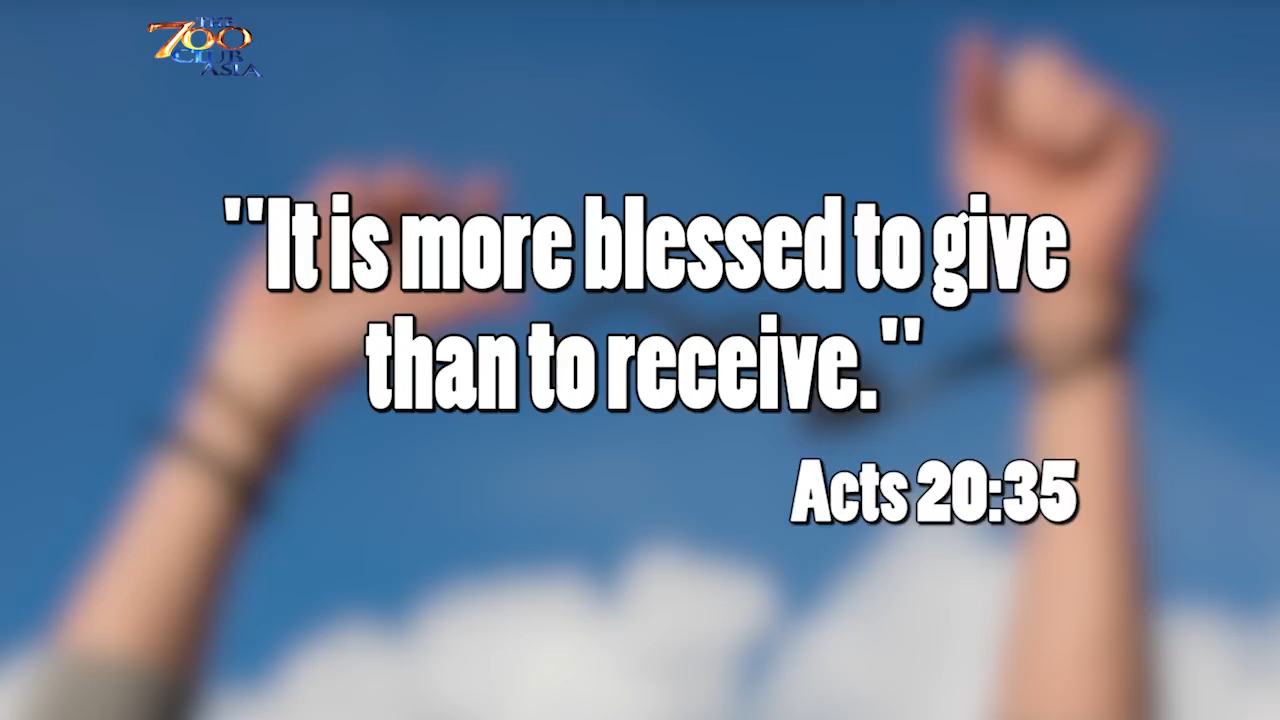 THE
700
CLUB
ASIA
"It is more blessed to give
than to receive."
Acts 20:35